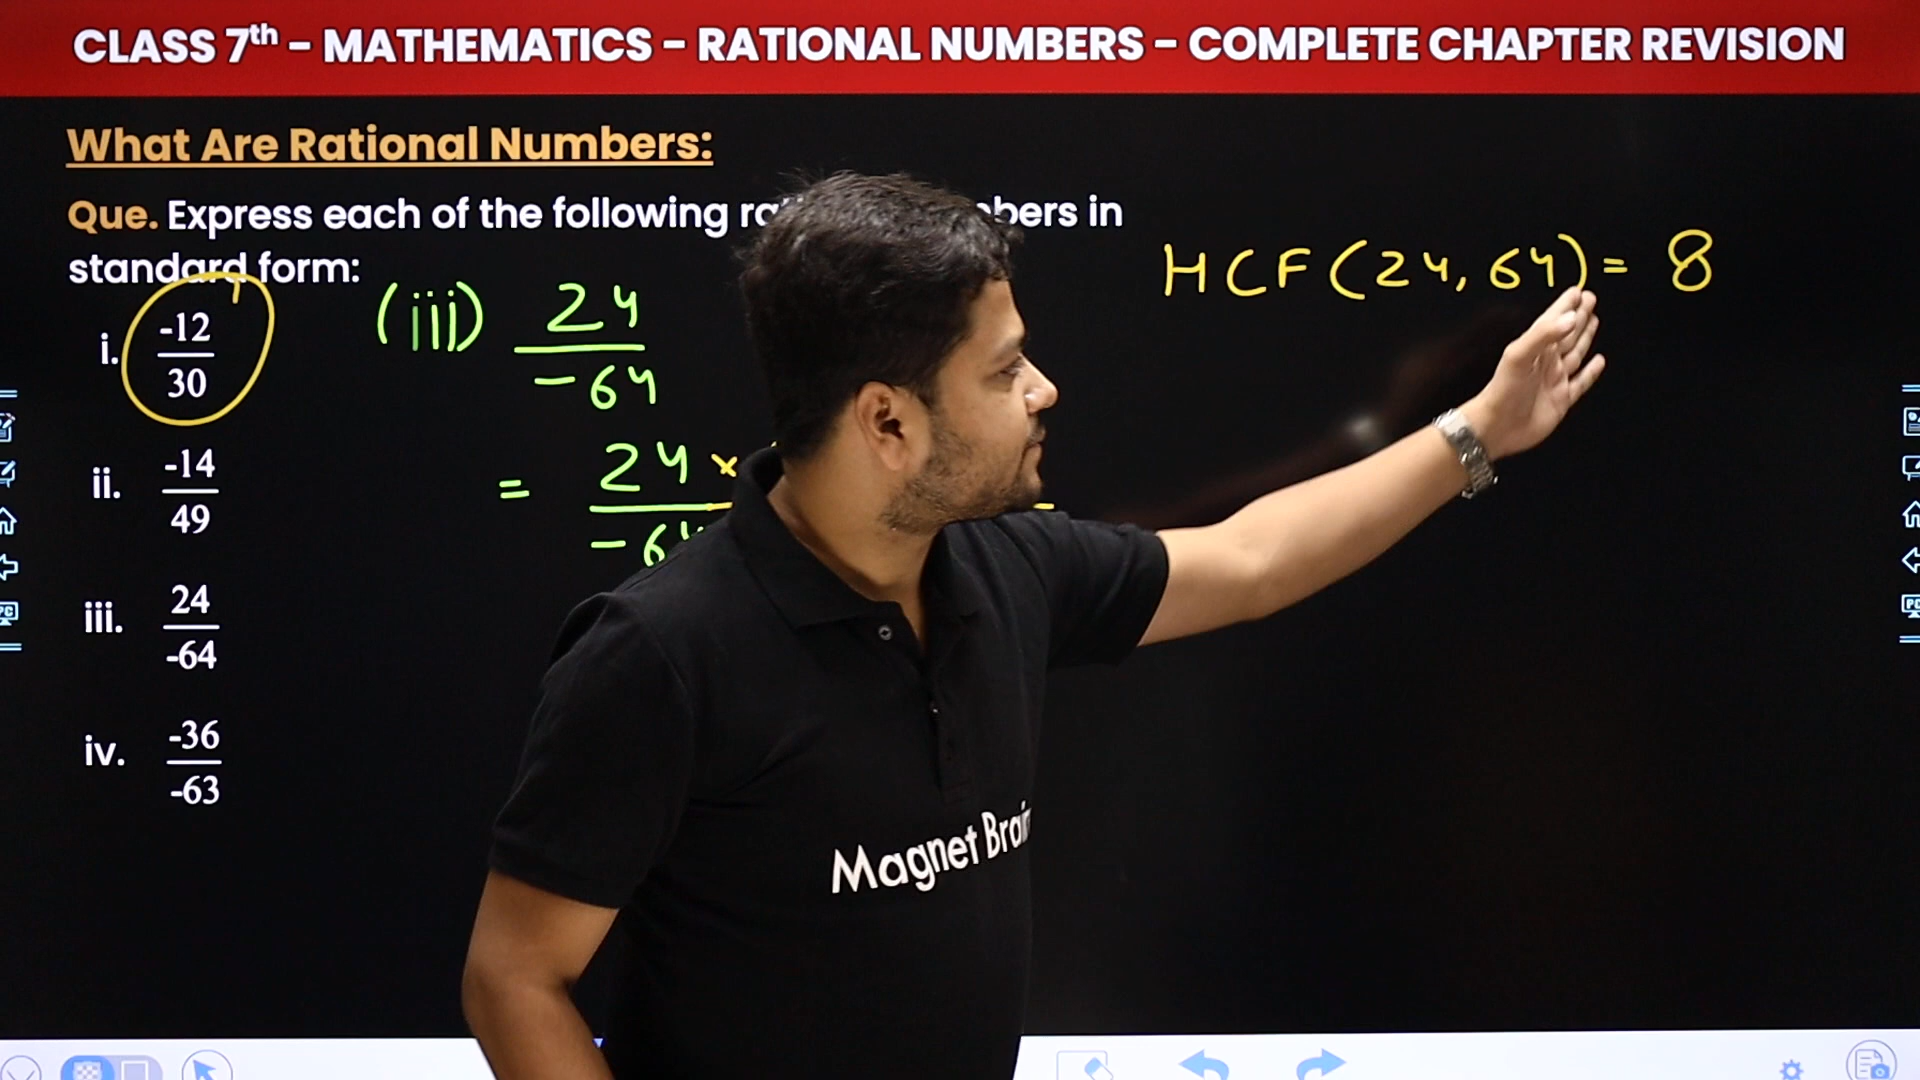 CLASS 7th - MATHEMATICS - RATIONAL NUMBERS - COMPLETE CHAPTER REVISION
What Are Rational Numbers:
Que. Express each of the following in
standard form:
HCF (24, 64) = 8
i. -12/30
(iii) 24/-64
ii. -14/49
= 24 ×
iii. 24/-64
iv. -36/-63
Magnet Brain